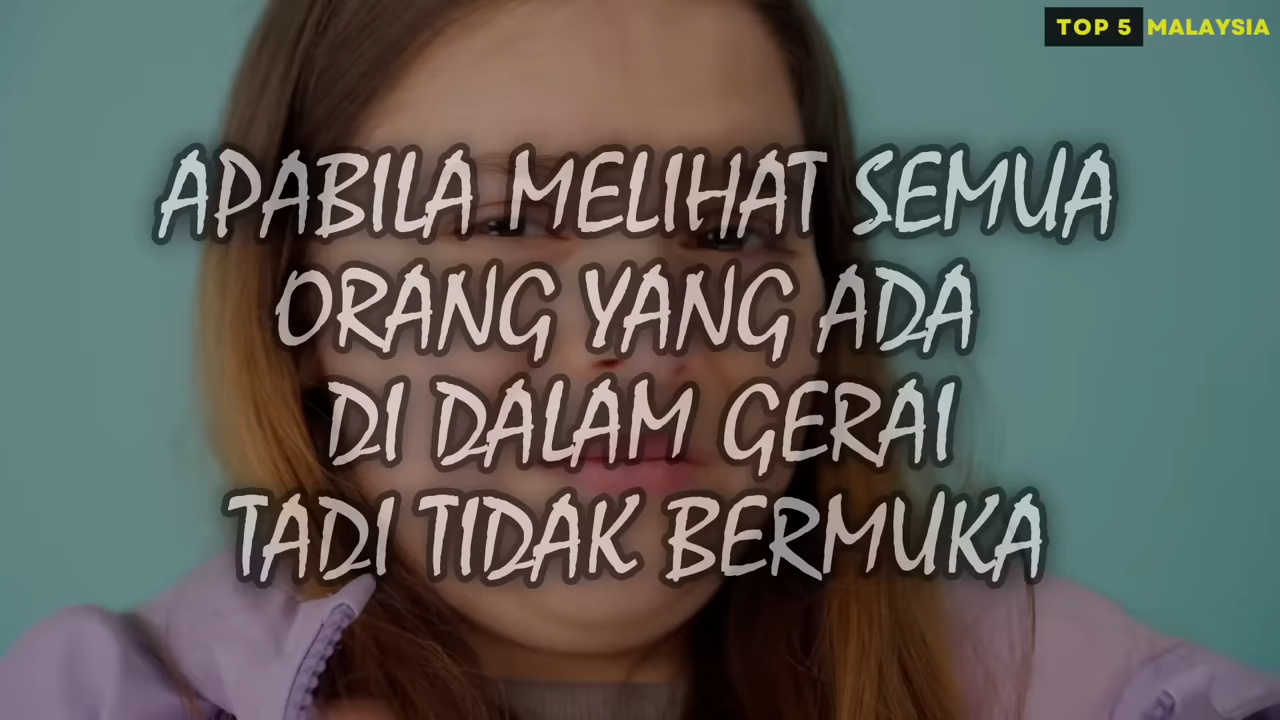 TOP 5 MALAYSIA
APABILA MELIHAT SEMUA
ORANG YANG ADA
DI DALAM GERAI
TADI TIDAK BERMUKA